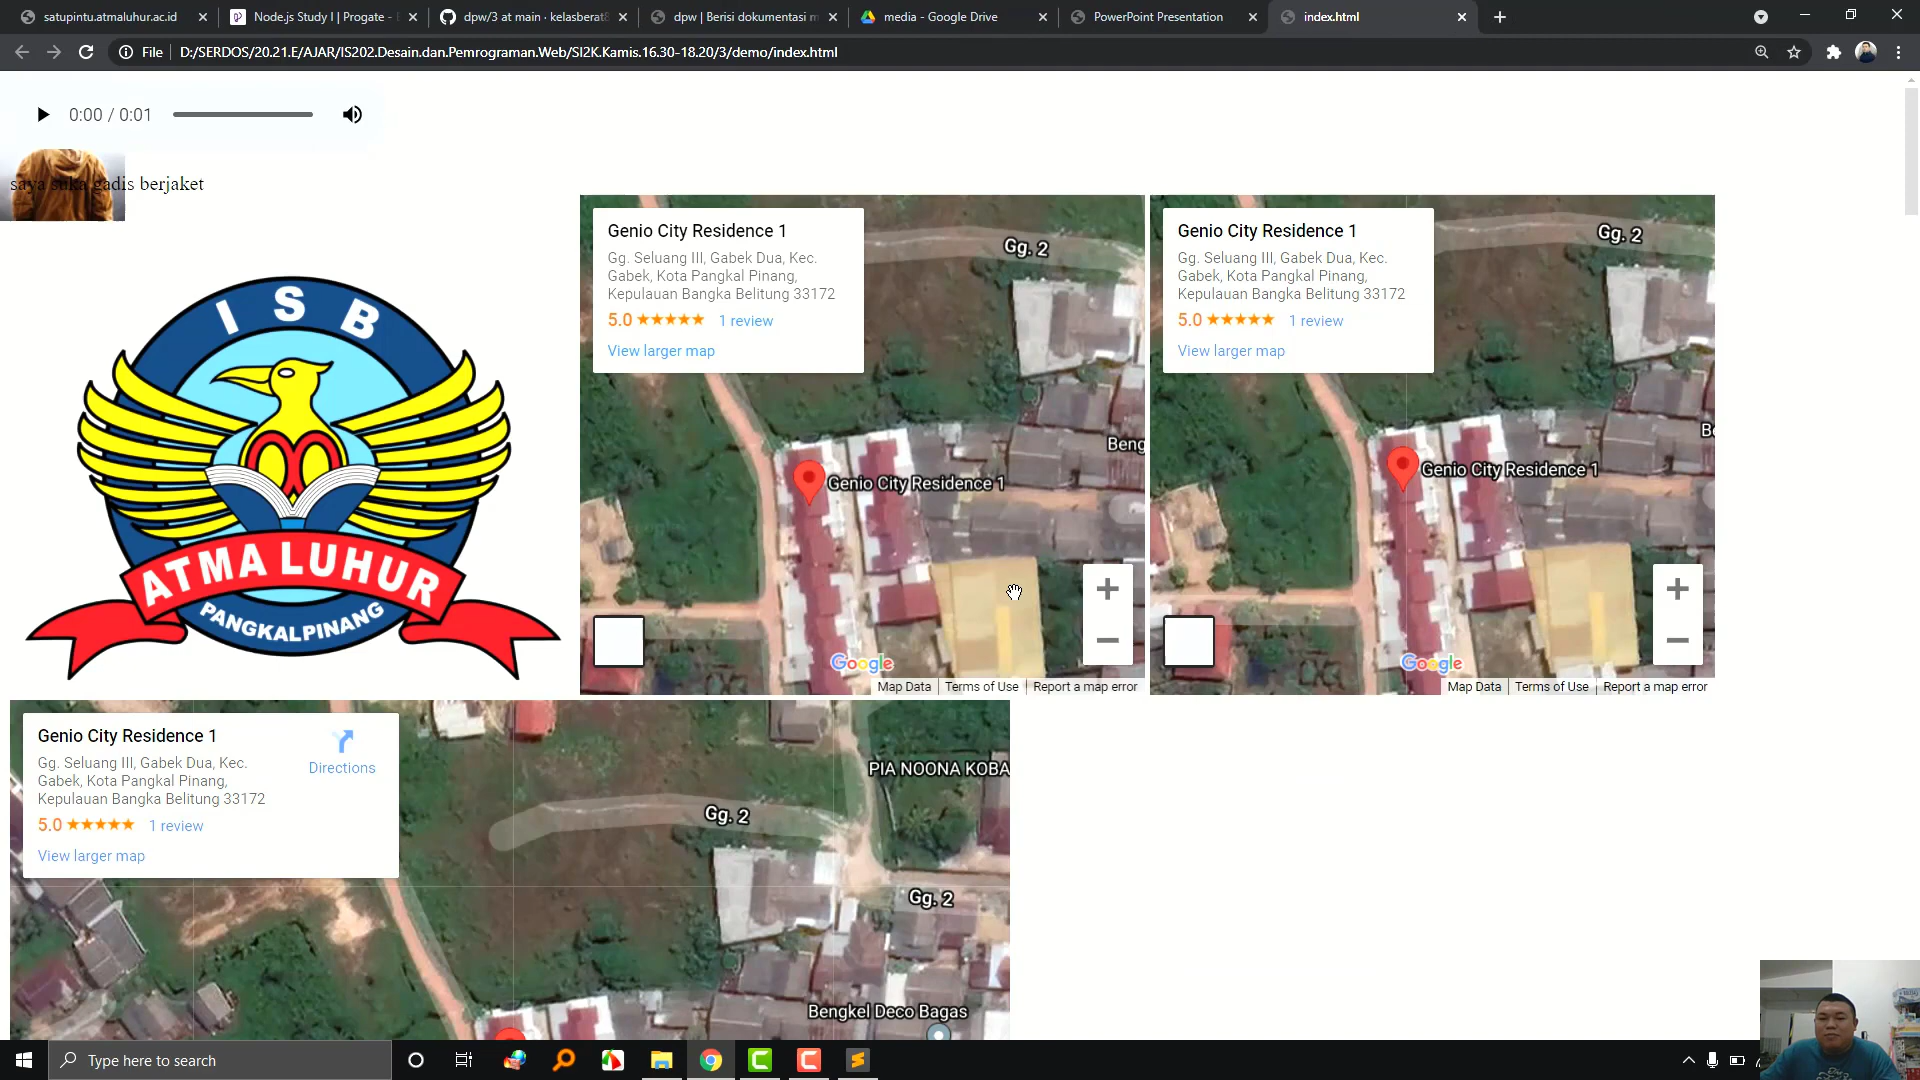 satupintu.atmaluhur.ac.id
Node.js Study I | Progate -
dpw/3 at main · kelasberat8
dpw | Berisi dokumentasi m
media - Google Drive
PowerPoint Presentation
index.html
File
D:/SERDOS/20.21.E/AJAR/IS202.Desain.dan.Pemrograman.Web/SI2K.Kamis.16.30-18.20/3/demo/index.html
0:00 / 0:01
saya suka gadis berjaket
ISB
ATMA LUHUR
PANGKALPINANG
Genio City Residence 1
Gg. Seluang III, Gabek Dua, Kec.
Gabek, Kota Pangkal Pinang,
Kepulauan Bangka Belitung 33172
5.0 ★★★★★ 1 review
View larger map
Gg. 2
Beng
Genio City Residence 1
Google
Map Data
Terms of Use
Report a map error
Genio City Residence 1
Gg. Seluang III, Gabek Dua, Kec.
Gabek, Kota Pangkal Pinang,
Kepulauan Bangka Belitung 33172
5.0 ★★★★★ 1 review
View larger map
Gg. 2
Be
Genio City Residence 1
Google
Map Data
Terms of Use
Report a map error
Genio City Residence 1
Gg. Seluang III, Gabek Dua, Kec.
Gabek, Kota Pangkal Pinang,
Kepulauan Bangka Belitung 33172
5.0 ★★★★★ 1 review
View larger map
Directions
PIA NOONA KOBA
Gg. 2
Gg. 2
Bengkel Deco Bagas
Type here to search